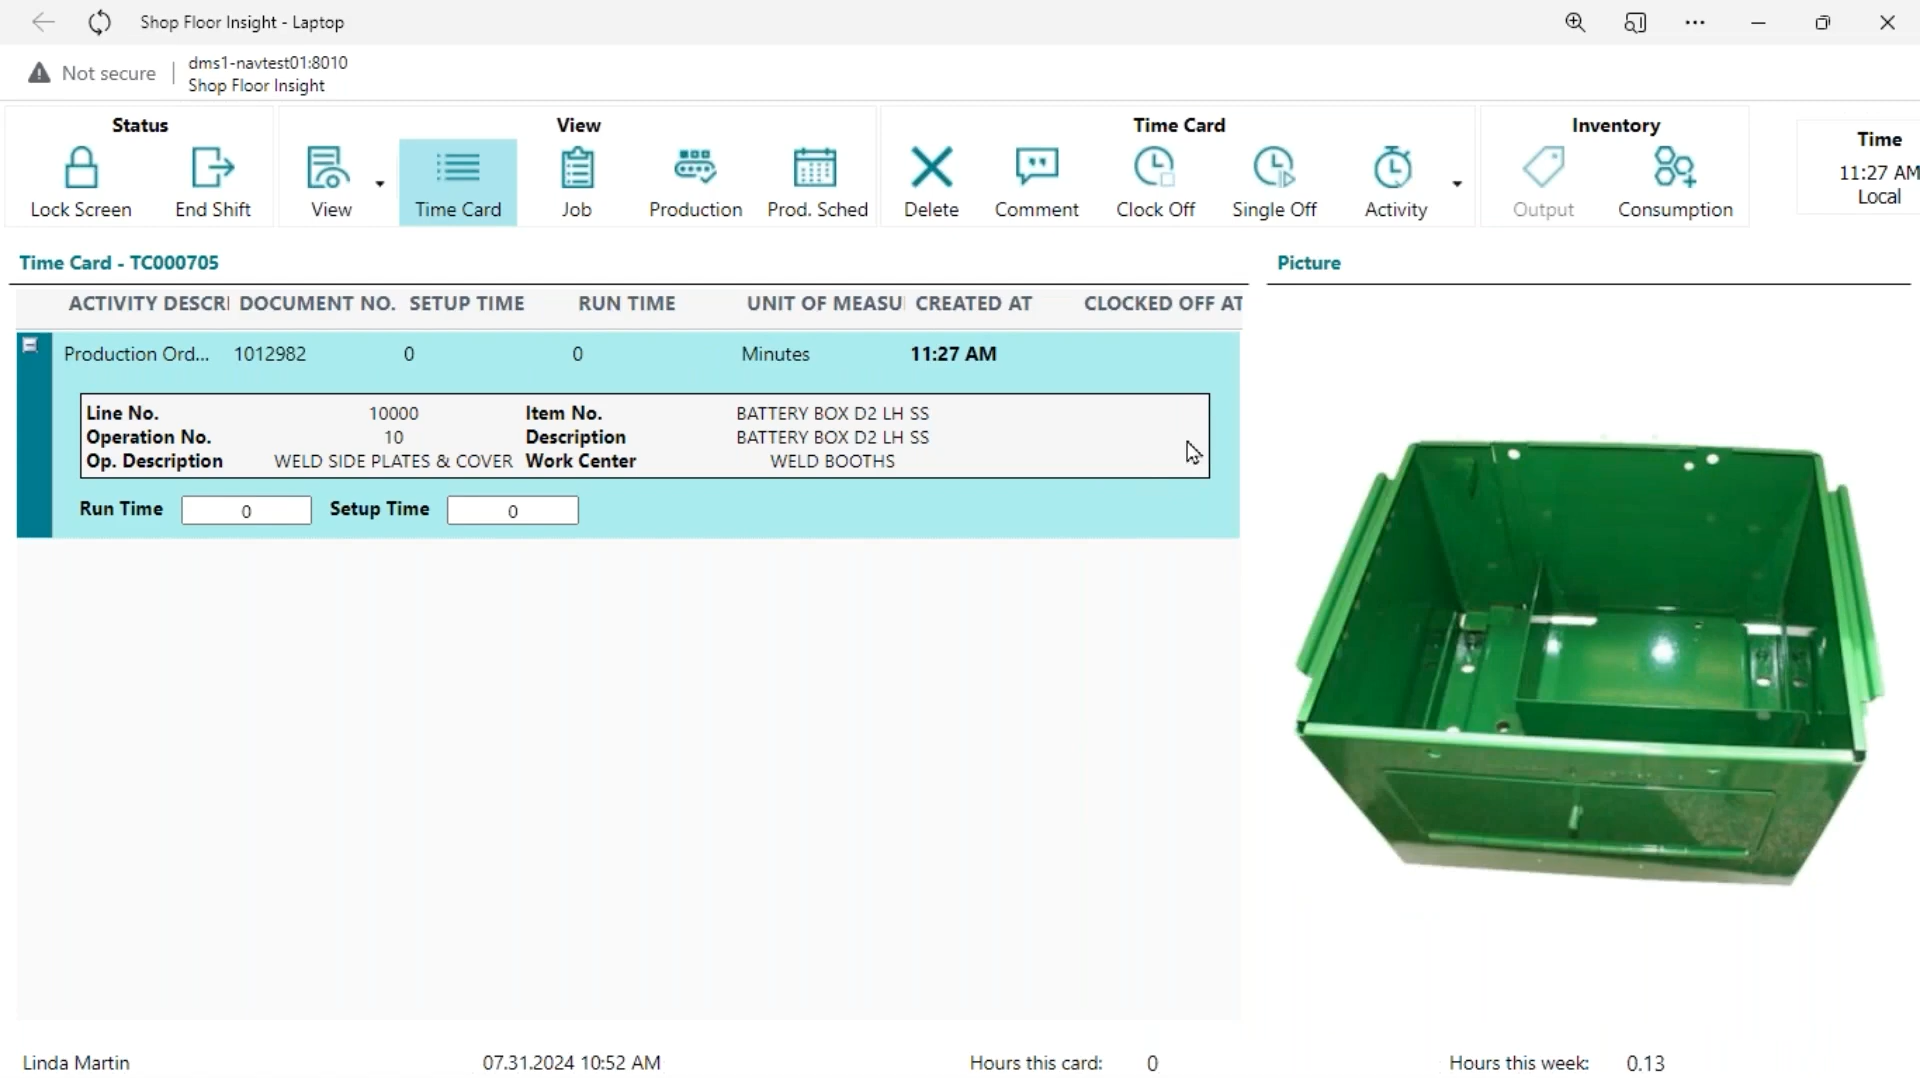 Shop Floor Insight - Laptop
Not secure
dms1-navtest01:8010
Shop Floor Insight
Status
Lock Screen
End Shift
View
View
Time Card
Job
Production
Prod. Sched
Time Card
Delete
Comment
Clock Off
Single Off
Activity
Inventory
Output
Consumption
Time
11:27 AM
Local
Time Card - TC000705
Picture
ACTIVITY DESCRI DOCUMENT NO. SETUP TIME RUN TIME UNIT OF MEASU CREATED AT CLOCKED OFF AT
Production Ord... 1012982 0 0 Minutes 11:27 AM
Line No. 10000 Item No. BATTERY BOX D2 LH SS
Operation No. 10 Description BATTERY BOX D2 LH SS
Op. Description WELD SIDE PLATES & COVER Work Center WELD BOOTHS
Run Time 0 Setup Time 0
Linda Martin 07.31.2024 10:52 AM Hours this card: 0 Hours this week: 0.13